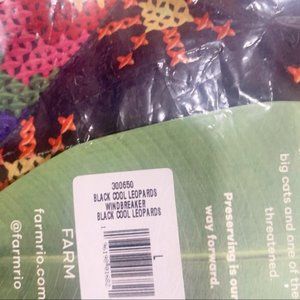 300650
BLACK COOL LEOPARDS
WINDBREAKER
BLACK COOL LEOPARDS
L
FARM
farmrio.com
@farmrio
Preserving is our
way forward.
big cats and one of the
threatened